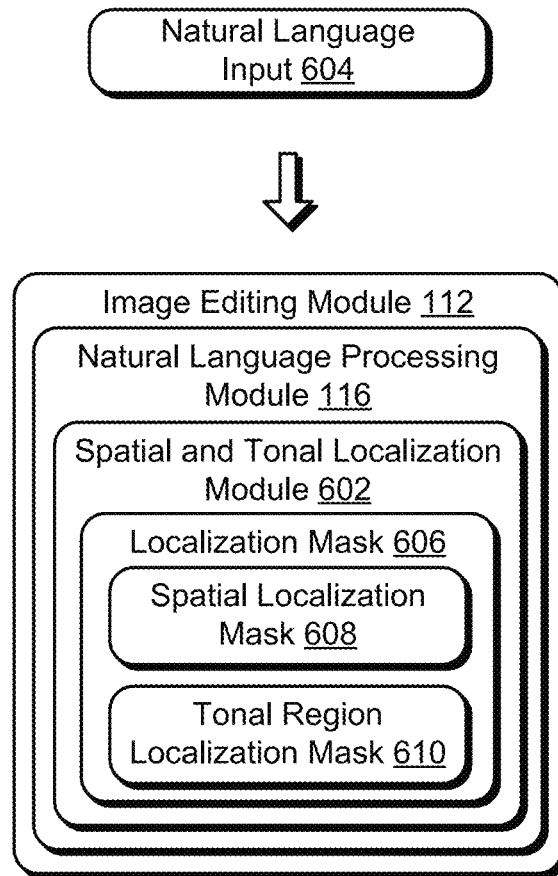 Natural Language
Input 604
Image Editing Module 112
Natural Language Processing
Module 116
Spatial and Tonal Localization
Module 602
Localization Mask 606
Spatial Localization
Mask 608
Tonal Region
Localization Mask 610